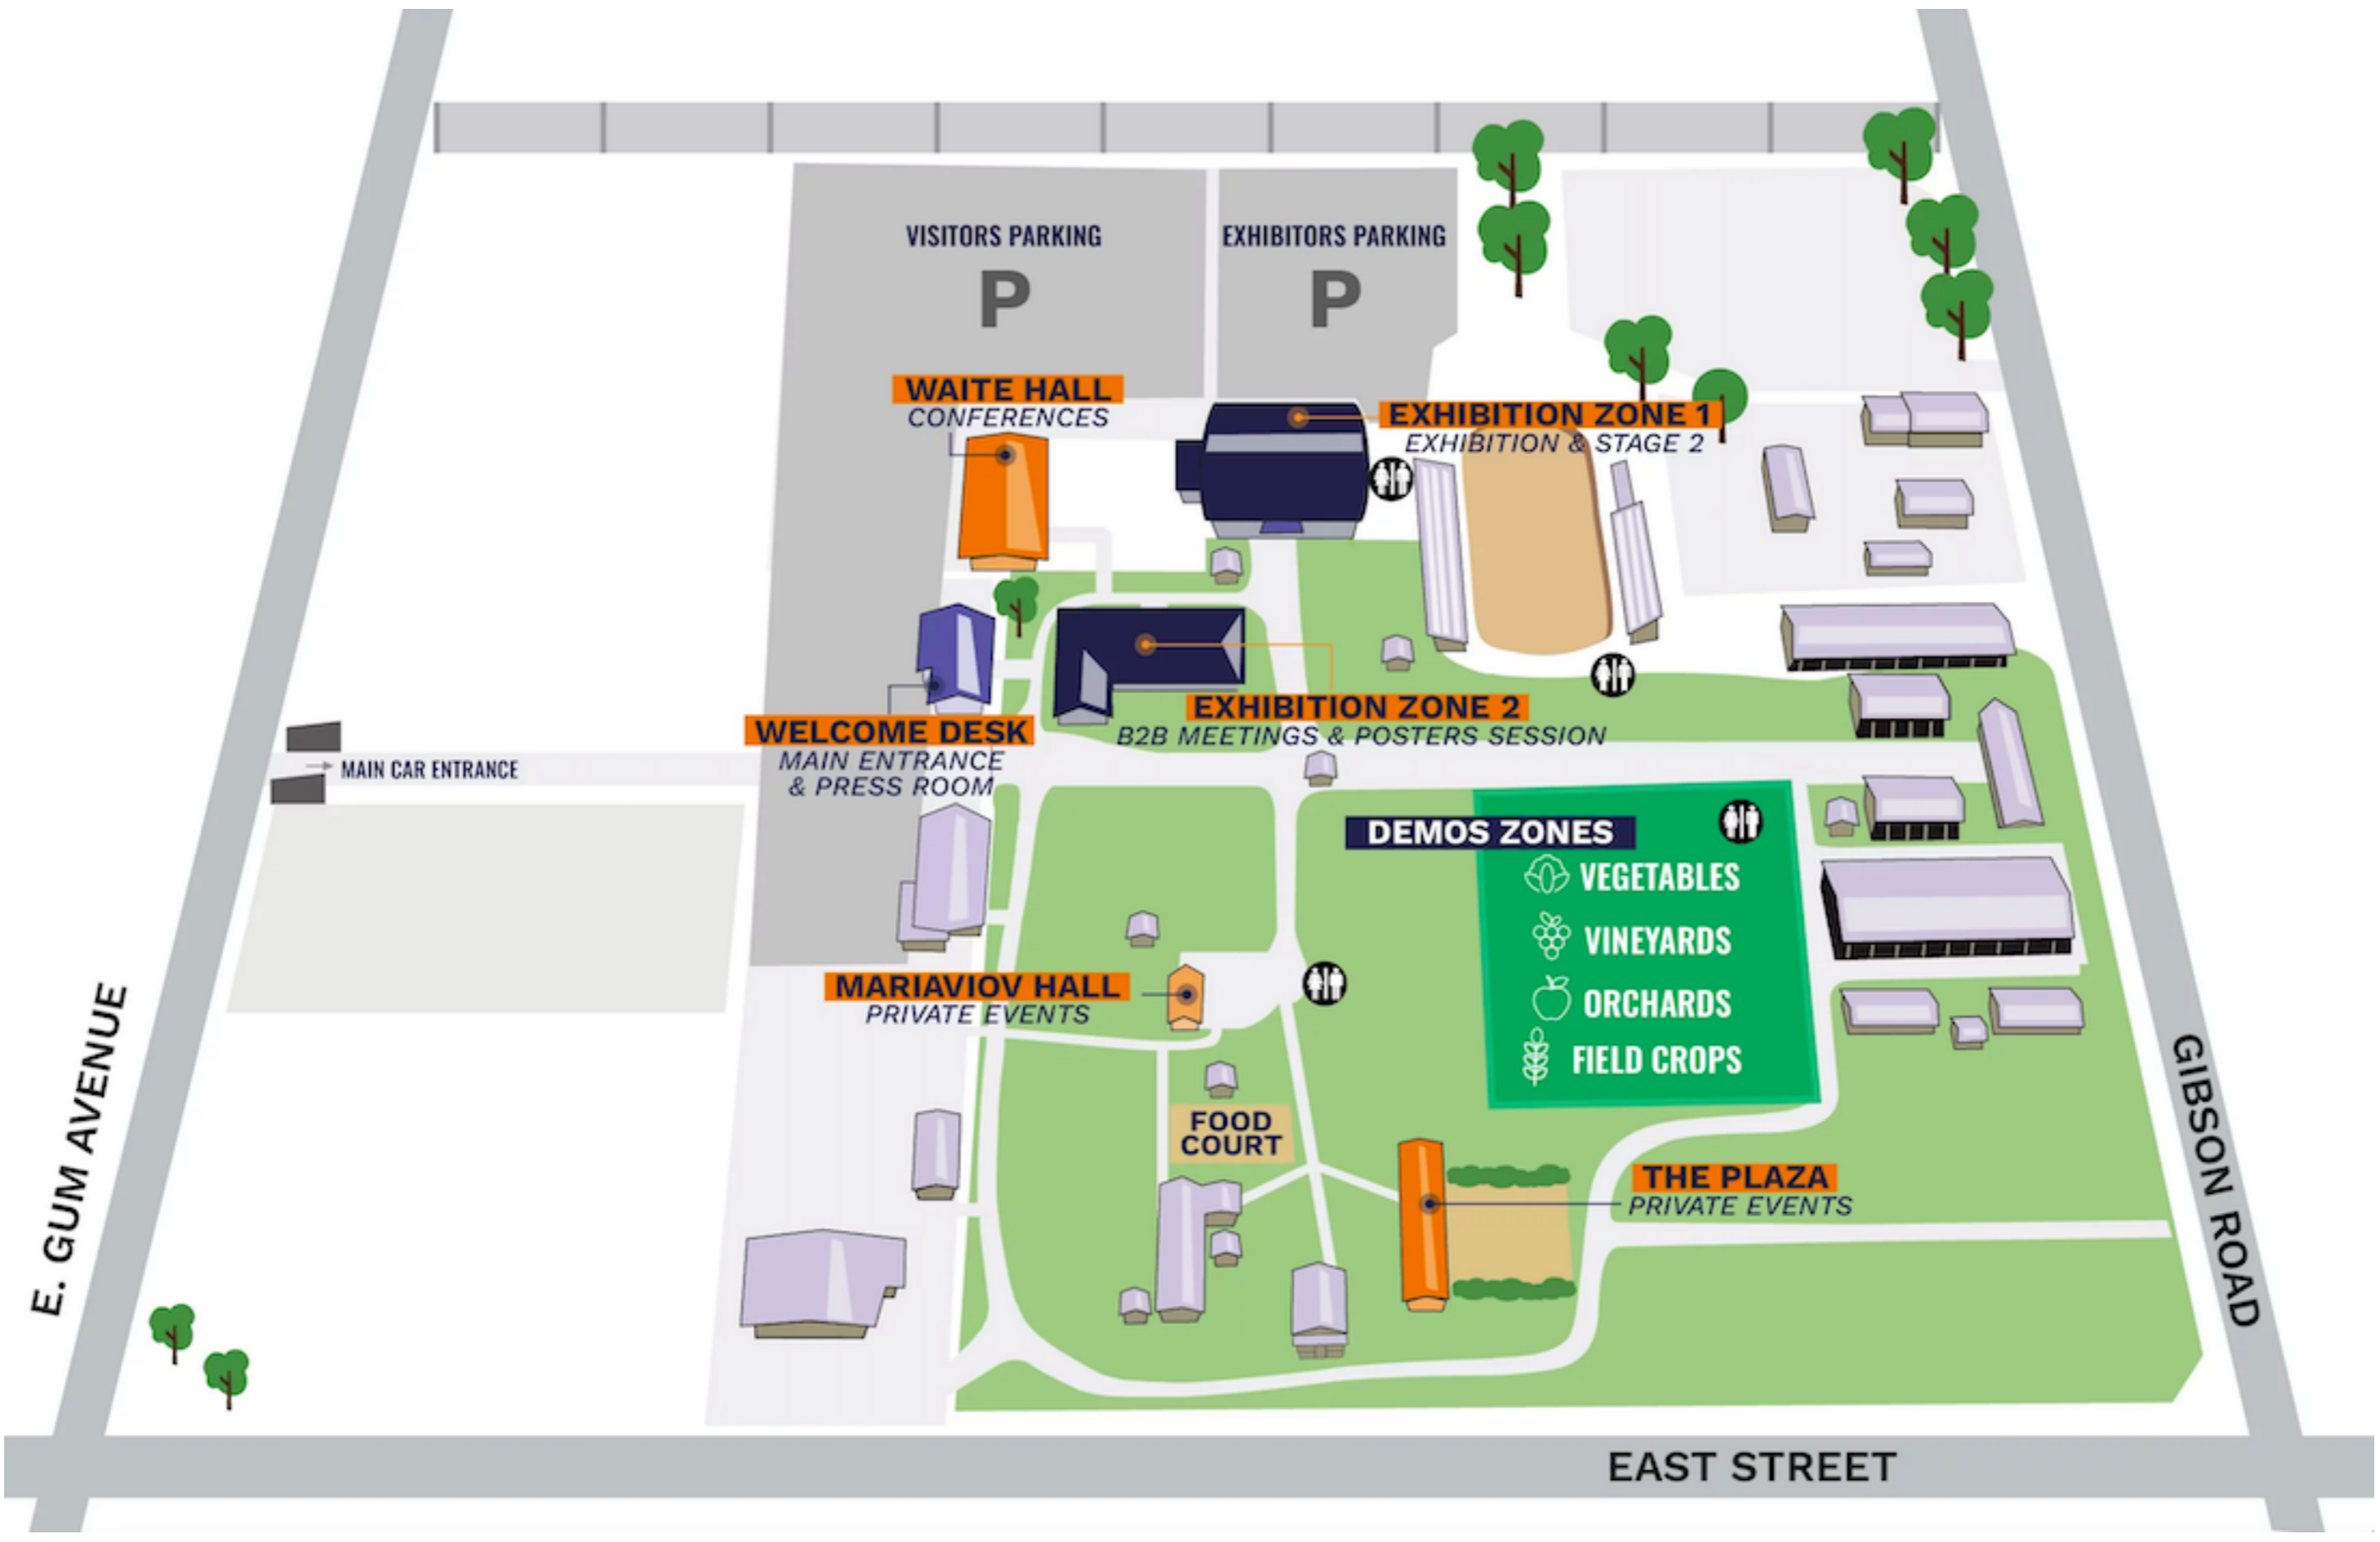 VISITORS PARKING
P
EXHIBITORS PARKING
P
WAITE HALL
CONFERENCES
EXHIBITION ZONE 1
EXHIBITION & STAGE 2
WELCOME DESK
MAIN ENTRANCE
& PRESS ROOM
EXHIBITION ZONE 2
B2B MEETINGS & POSTERS SESSION
MAIN CAR ENTRANCE
DEMOS ZONES
VEGETABLES
VINEYARDS
ORCHARDS
FIELD CROPS
MARIAVIOV HALL
PRIVATE EVENTS
FOOD
COURT
THE PLAZA
PRIVATE EVENTS
E. GUM AVENUE
GIBSON ROAD
EAST STREET